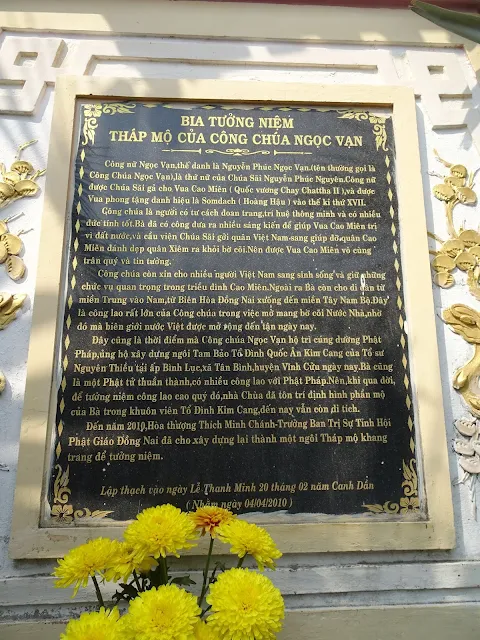 BIA TƯỞNG NIỆM
THÁP MỘ CỦA CÔNG CHÚA NGỌC VẠN
Công nữ Ngọc Vạn,thế danh là Nguyễn Phúc Ngọc Vạn.(tên thường gọi là
Công Chúa Ngọc Vạn),là thứ nữ của Chúa Sãi Nguyễn Phúc Nguyên.Công nữ
được Chúa Sãi gả cho Vua Cao Miên ( Quốc vương Chay Chattha II ),và được
Vua phong tặng danh hiệu là Somdach ( Hoàng Hậu ) vào thế kỉ thứ XVII.
Công chúa là người có tư cách đoan trang,trí huệ thông minh và có nhiều
đức tính tốt.Bà đã có công đưa ra nhiều sáng kiến để giúp Vua Cao Miên trị
vì đất nước,và cầu viên Chúa Sãi gởi quân Việt Nam sang giúp đỡ.quân Cao
Miên đánh dẹp quân Xiêm ra khỏi bờ cõi.Nên được Vua Cao Miên vô cùng
trân quý và tin tưởng.
Công chúa còn xin cho nhiều người Việt Nam sang sinh sống và giữ những
chức vụ quan trọng trong triều đình Cao Miên.Ngoài ra Bà còn cho di dân từ
miền Trung vào Nam,từ Biên Hòa Đồng Nai xuống đến miền Tây Nam Bộ.Đây
là công lao rất lớn của Công chúa trong việc mở mang bờ cõi Nước Nhà,nhờ
đó mà biên giới nước Việt được mở rộng đến tận ngày nay.
Đây cũng là thời điểm mà Công Chúa Ngọc Vạn hộ trì cúng dường Phật
Pháp,ủng hộ xây dựng ngôi Tam Bảo Tổ Đình Quốc Ân Kim Cang của Tổ sư
Nguyên Thiều tại ấp Bình Lục,xã Tân Bình,huyện Vĩnh Cửu ngày nay.Bà cũng
là một Phật tử thuần thành,có nhiều công lao với Phật Pháp.Nên,khi qua đời,
để tưởng niệm công lao cao quý đó,nhà Chùa đã tôn trí định hình phần mộ
của Bà trong khuôn viên Tổ Đình Kim Cang,đến nay vẫn còn di tích.
Đến năm 2010,Hòa thượng Thích Minh Chánh-Trưởng Ban Trị Sự Tỉnh Hội
Phật Giáo Đồng Nai đã cho xây dựng lại thành một ngôi Tháp mộ khang
trang để tưởng niệm.
Lập thạch vào ngày Lễ Thanh Minh 20 tháng 02 năm Canh Dần
( Nhằm ngày 04/04/2010 )